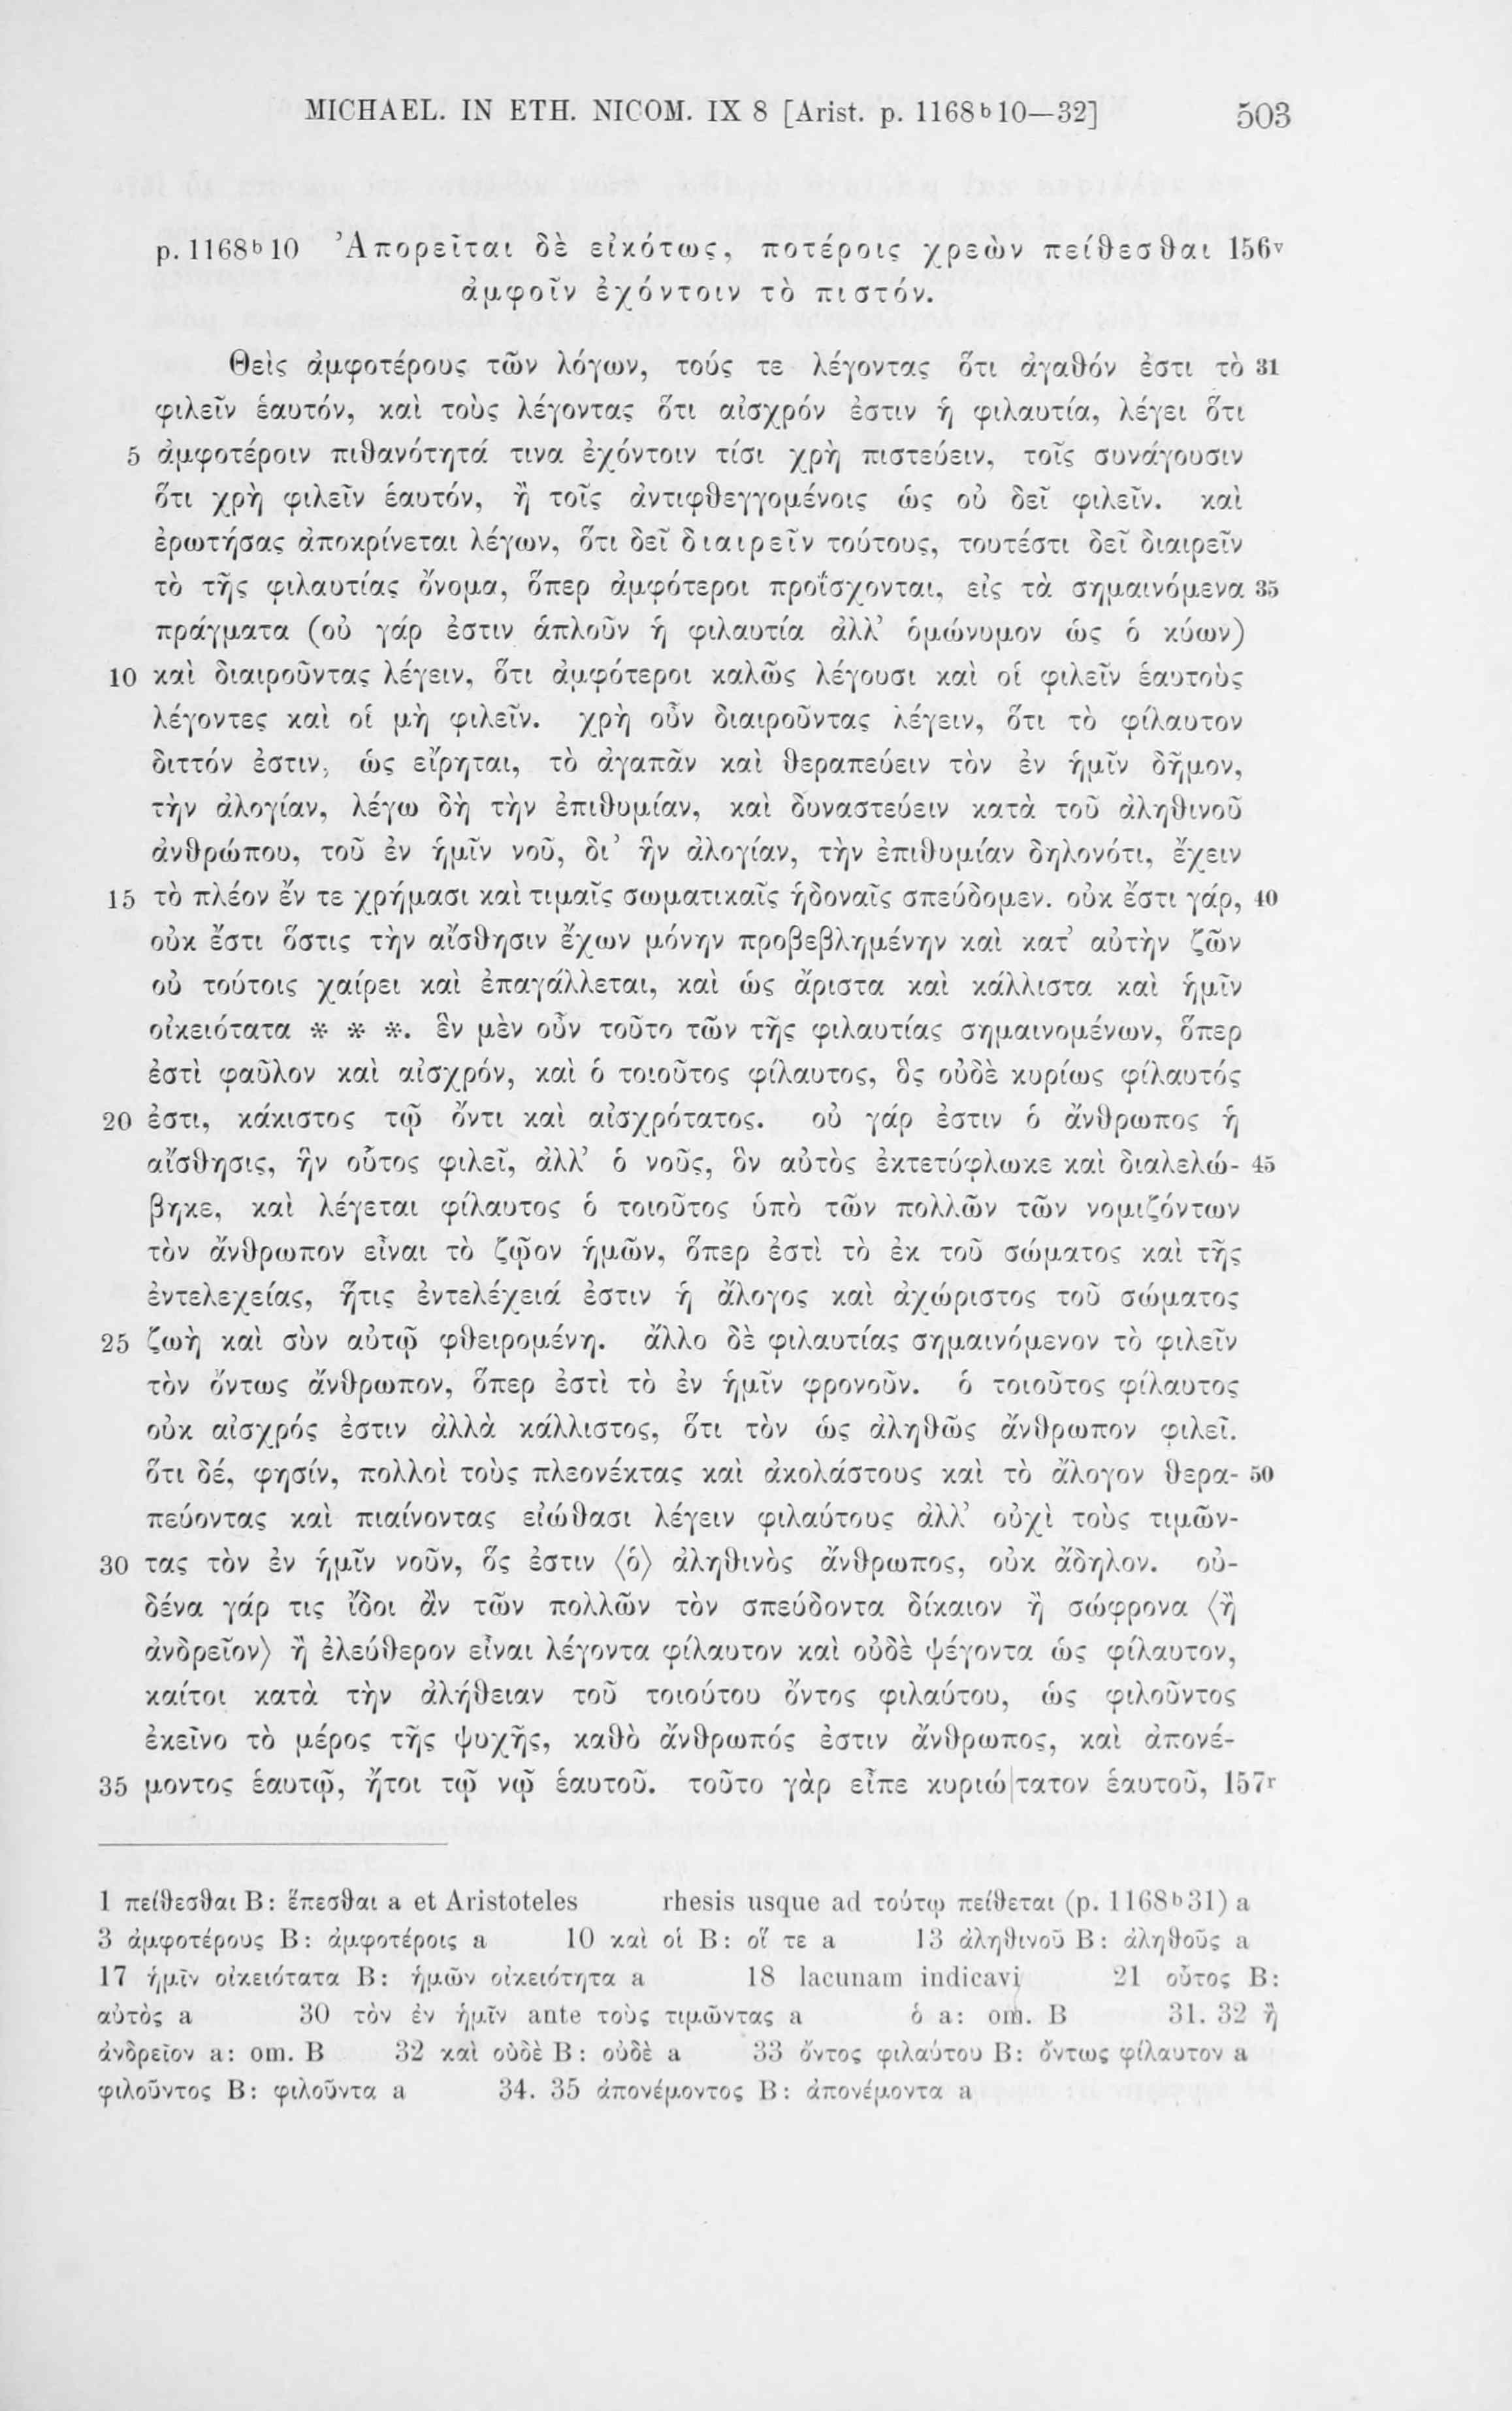 MICHAEL. IN ETH. NICOM. IX 8 [Arist. p. 1168ᵇ10—32] 503
p. 1168ᵇ10 Ἀπορεῖται δὲ εἰκότως, ποτέροις χρεὼν πείθεσθαι 156ᵛ
ἀμφοῖν ἐχόντοιν τὸ πιστόν.
Θεὶς ἀμφοτέρους τῶν λόγων, τούς τε λέγοντας ὅτι ἀγαθόν ἐστι τὸ 31
φιλεῖν ἑαυτόν, καὶ τοὺς λέγοντας ὅτι αἰσχρόν ἐστιν ἡ φιλαυτία, λέγει ὅτι
5 ἀμφοτέροιν πιθανότητά τινα ἐχόντοιν τίσι χρὴ πιστεύειν, τοῖς συνάγουσιν
ὅτι χρὴ φιλεῖν ἑαυτόν, ἢ τοῖς ἀντιφθεγγομένοις ὡς οὐ δεῖ φιλεῖν. καὶ
ἐρωτήσας ἀποκρίνεται λέγων, ὅτι δεῖ διαιρεῖν τούτους, τουτέστι δεῖ διαιρεῖν
τὸ τῆς φιλαυτίας ὄνομα, ὅπερ ἀμφότεροι προΐσχονται, εἰς τὰ σημαινόμενα 35
πράγματα (οὐ γάρ ἐστιν ἁπλοῦν ἡ φιλαυτία ἀλλ’ ὁμώνυμον ὡς ὁ κύων)
10 καὶ διαιροῦντας λέγειν, ὅτι ἀμφότεροι καλῶς λέγουσι καὶ οἱ φιλεῖν ἑαυτοὺς
λέγοντες καὶ οἱ μὴ φιλεῖν. χρὴ οὖν διαιροῦντας λέγειν, ὅτι τὸ φίλαυτον
διττόν ἐστιν, ὡς εἴρηται, τὸ ἀγαπᾶν καὶ θεραπεύειν τὸν ἐν ἡμῖν δῆμον,
τὴν ἀλογίαν, λέγω δὴ τὴν ἐπιθυμίαν, καὶ δυναστεύειν κατὰ τοῦ ἀληθινοῦ
ἀνθρώπου, τοῦ ἐν ἡμῖν νοῦ, δι’ ἣν ἀλογίαν, τὴν ἐπιθυμίαν δηλονότι, ἔχειν
15 τὸ πλέον ἔν τε χρήμασι καὶ τιμαῖς σωματικαῖς ἡδοναῖς σπεύδομεν. οὐκ ἔστι γάρ, 40
οὐκ ἔστι ὅστις τὴν αἴσθησιν ἔχων μόνην προβεβλημένην καὶ κατ’ αὐτὴν ζῶν
οὐ τούτοις χαίρει καὶ ἐπαγάλλεται, καὶ ὡς ἄριστα καὶ κάλλιστα καὶ ἡμῖν
οἰκειότατα * * *. ἓν μὲν οὖν τοῦτο τῶν τῆς φιλαυτίας σημαινομένων, ὅπερ
ἐστὶ φαῦλον καὶ αἰσχρόν, καὶ ὁ τοιοῦτος φίλαυτος, ὃς οὐδὲ κυρίως φίλαυτός
20 ἐστι, κάκιστος τῷ ὄντι καὶ αἰσχρότατος. οὐ γάρ ἐστιν ὁ ἄνθρωπος ἡ
αἴσθησις, ἣν οὗτος φιλεῖ, ἀλλ’ ὁ νοῦς, ὃν αὐτὸς ἐκτετύφλωκε καὶ διαλελώ- 45
βηκε, καὶ λέγεται φίλαυτος ὁ τοιοῦτος ὑπὸ τῶν πολλῶν τῶν νομιζόντων
τὸν ἄνθρωπον εἶναι τὸ ζῷον ἡμῶν, ὅπερ ἐστὶ τὸ ἐκ τοῦ σώματος καὶ τῆς
ἐντελεχείας, ἥτις ἐντελέχειά ἐστιν ἡ ἄλογος καὶ ἀχώριστος τοῦ σώματος
25 ζωὴ καὶ σὺν αὐτῷ φθειρομένη. ἄλλο δὲ φιλαυτίας σημαινόμενον τὸ φιλεῖν
τὸν ὄντως ἄνθρωπον, ὅπερ ἐστὶ τὸ ἐν ἡμῖν φρονοῦν. ὁ τοιοῦτος φίλαυτος
οὐκ αἰσχρός ἐστιν ἀλλὰ κάλλιστος, ὅτι τὸν ὡς ἀληθῶς ἄνθρωπον φιλεῖ.
ὅτι δέ, φησίν, πολλοὶ τοὺς πλεονέκτας καὶ ἀκολάστους καὶ τὸ ἄλογον θερα- 50
πεύοντας καὶ πιαίνοντας εἰώθασι λέγειν φιλαύτους ἀλλ’ οὐχὶ τοὺς τιμῶν-
30 τας τὸν ἐν ἡμῖν νοῦν, ὅς ἐστιν ⟨ὁ⟩ ἀληθινὸς ἄνθρωπος, οὐκ ἄδηλον. οὐ-
δένα γάρ τις ἴδοι ἂν τῶν πολλῶν τὸν σπεύδοντα δίκαιον ἢ σώφρονα ⟨ἢ
ἀνδρεῖον⟩ ἢ ἐλεύθερον εἶναι λέγοντα φίλαυτον καὶ οὐδὲ ψέγοντα ὡς φίλαυτον,
καίτοι κατὰ τὴν ἀλήθειαν τοῦ τοιούτου ὄντος φιλαύτου, ὡς φιλοῦντος
ἐκεῖνο τὸ μέρος τῆς ψυχῆς, καθὸ ἄνθρωπός ἐστιν ἄνθρωπος, καὶ ἀπονέ-
35 μοντος ἑαυτῷ, ἤτοι τῷ νῷ ἑαυτοῦ. τοῦτο γὰρ εἶπε κυριώ|τατον ἑαυτοῦ, 157ʳ
1 πείθεσθαι B: ἕπεσθαι a et Aristoteles rhesis usque ad τούτῳ πείθεται (p. 1168ᵇ31) a
3 ἀμφοτέρους B: ἀμφοτέροις a 10 καὶ οἱ B: οἵ τε a 13 ἀληθινοῦ B: ἀληθοῦς a
17 ἡμῖν οἰκειότατα B: ἡμῶν οἰκειότητα a 18 lacunam indicavi 21 οὗτος B:
αὐτὸς a 30 τὸν ἐν ἡμῖν ante τοὺς τιμῶντας a ὁ a: om. B 31. 32 ἢ
ἀνδρεῖον a: om. B 32 καὶ οὐδὲ B: οὐδὲ a 33 ὄντος φιλαύτου B: ὄντως φίλαυτον a
φιλοῦντος B: φιλοῦντα a 34. 35 ἀπονέμοντος B: ἀπονέμοντα a